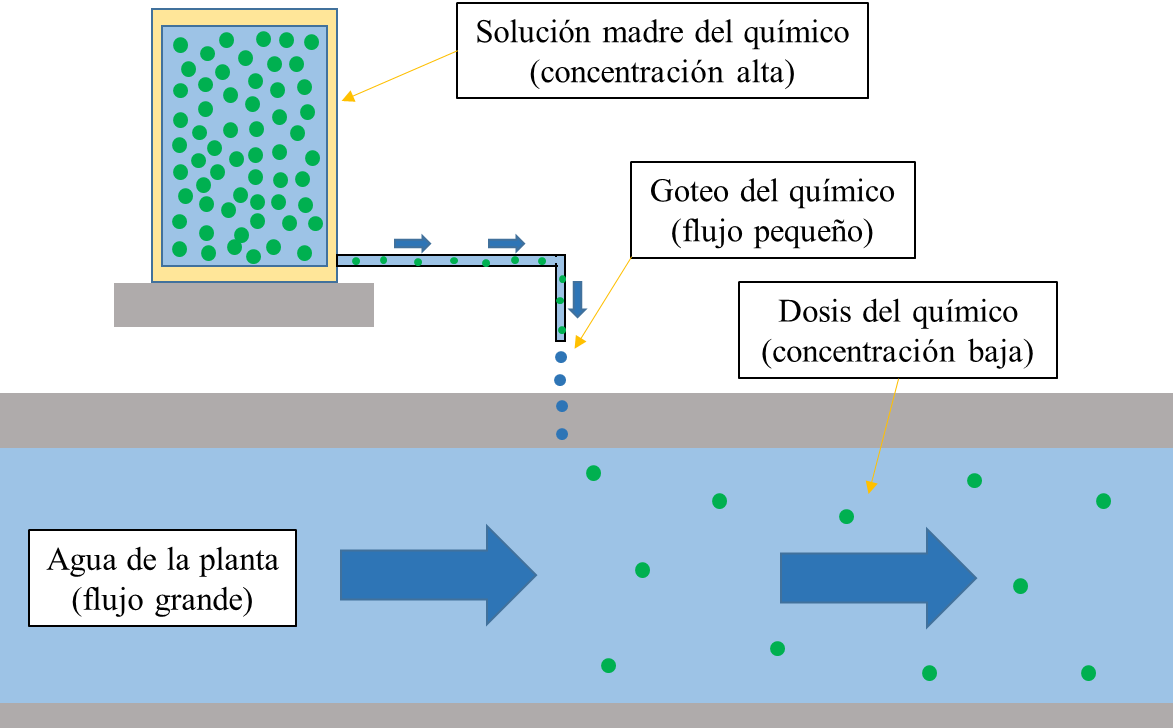 Solución madre del químico
(concentración alta)
Goteo del químico
(flujo pequeño)
Dosis del químico
(concentración baja)
Agua de la planta
(flujo grande)